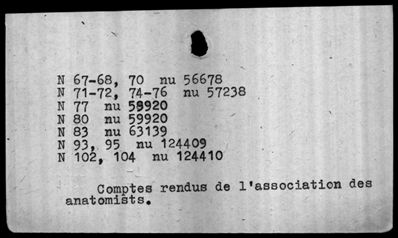 N 67-68, 70 nu 56678
N 71-72, 74-76 nu 57238
N 77 nu 59920
N 80 nu 59920
N 83 nu 63139
N 93, 95 nu 124409
N 102, 104 nu 124410
Comptes rendus de l'association des
anatomists.